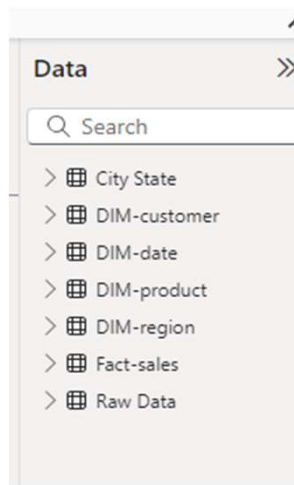 Data
Search
City State
DIM-customer
DIM-date
DIM-product
DIM-region
Fact-sales
Raw Data